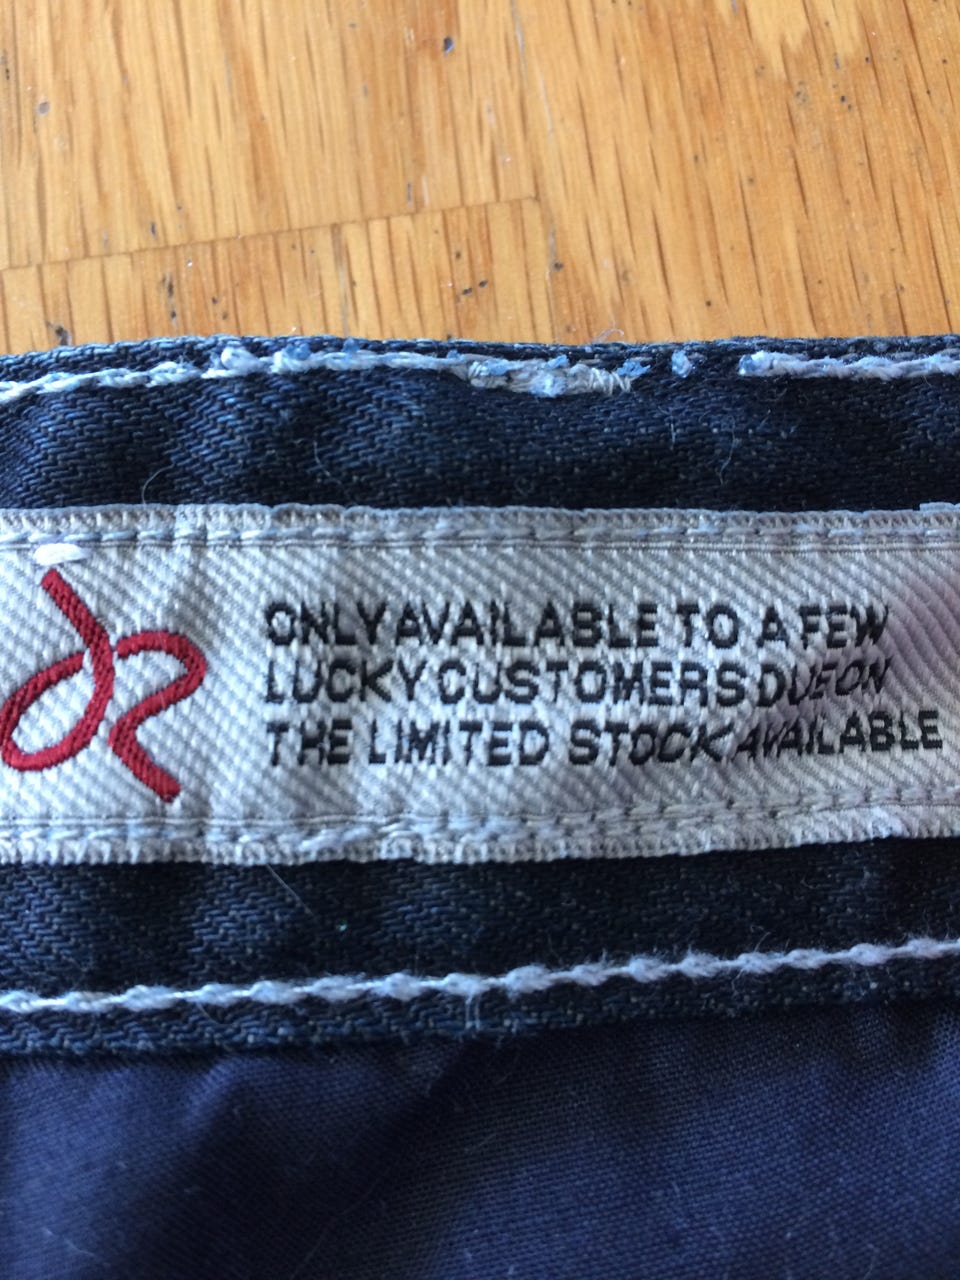 ONLY AVAILABLE TO A FEW
LUCKY CUSTOMERS DUE ON
THE LIMITED STOCK AVAILABLE